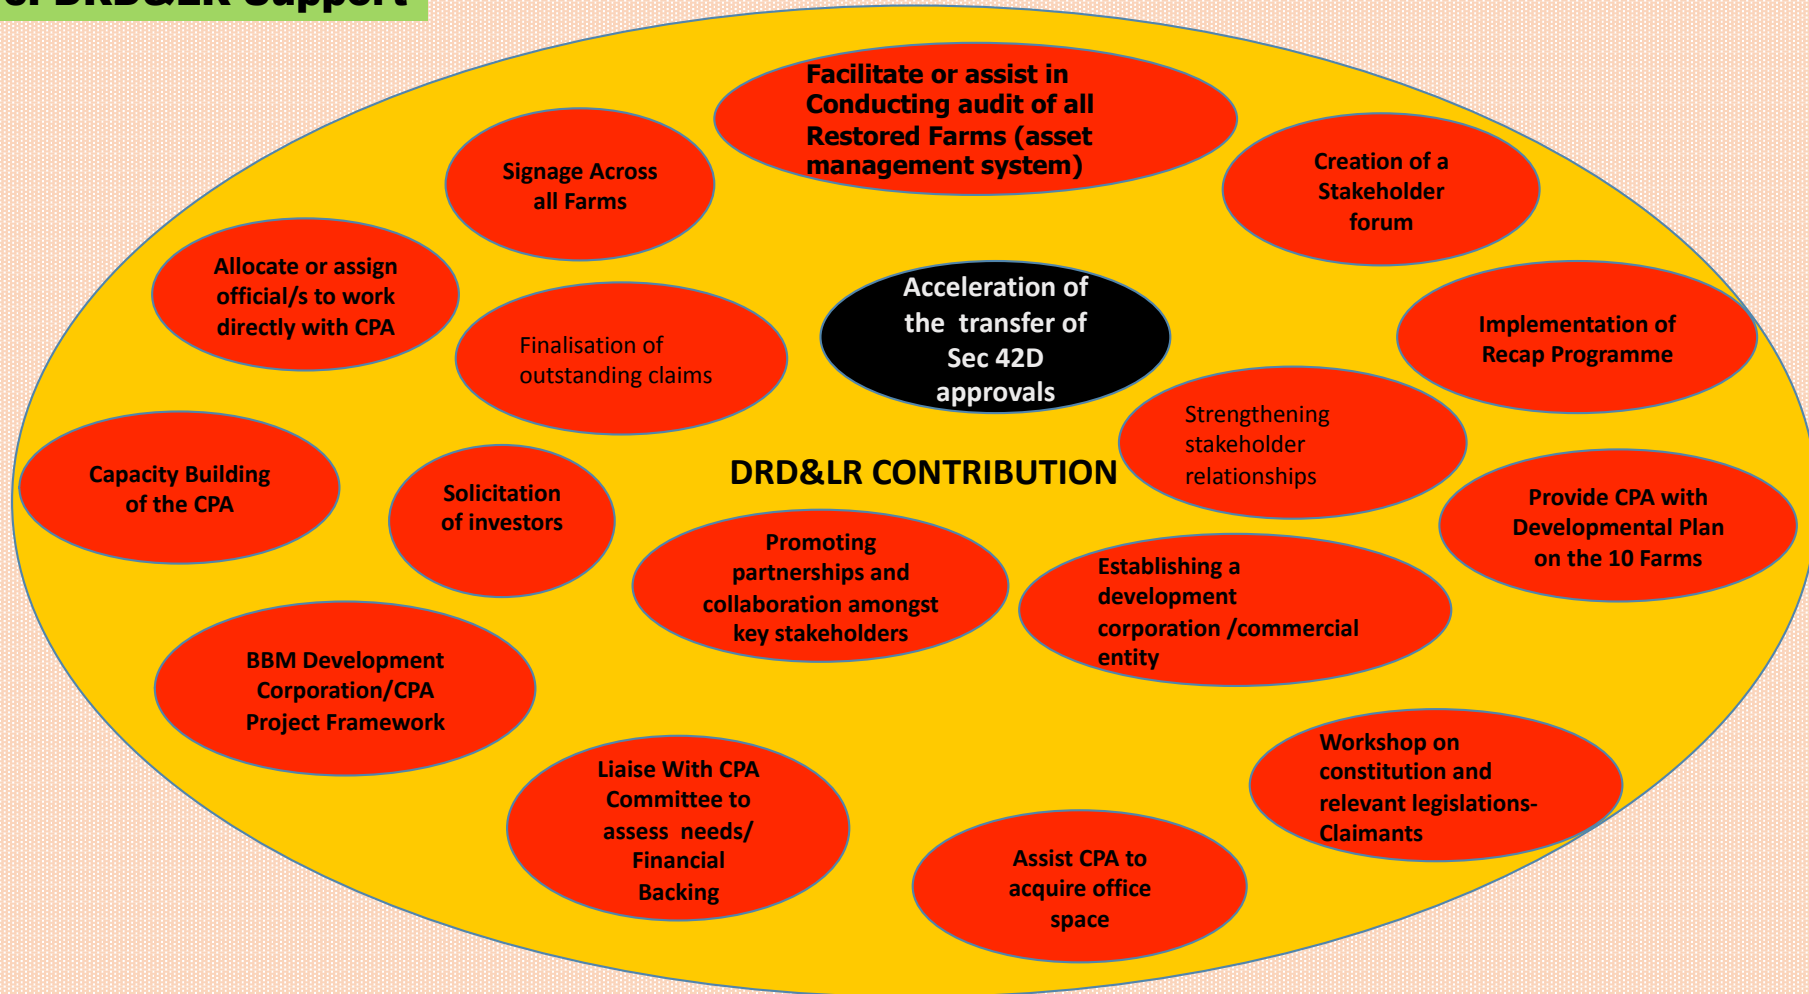 DRD&LR Support
Facilitate or assist in
Conducting audit of all
Restored Farms (asset
management system)
Signage Across
all Farms
Creation of a
Stakeholder
forum
Allocate or assign
official/s to work
directly with CPA
Finalisation of
outstanding claims
Acceleration of
the transfer of
Sec 42D
approvals
Implementation of
Recap Programme
Strengthening
stakeholder
relationships
DRD&LR CONTRIBUTION
Capacity Building
of the CPA
Solicitation
of investors
Provide CPA with
Developmental Plan
on the 10 Farms
Promoting
partnerships and
collaboration amongst
key stakeholders
Establishing a
development
corporation /commercial
entity
BBM Development
Corporation/CPA
Project Framework
Workshop on
constitution and
relevant legislations-
Claimants
Liaise With CPA
Committee to
assess needs/
Financial
Backing
Assist CPA to
acquire office
space